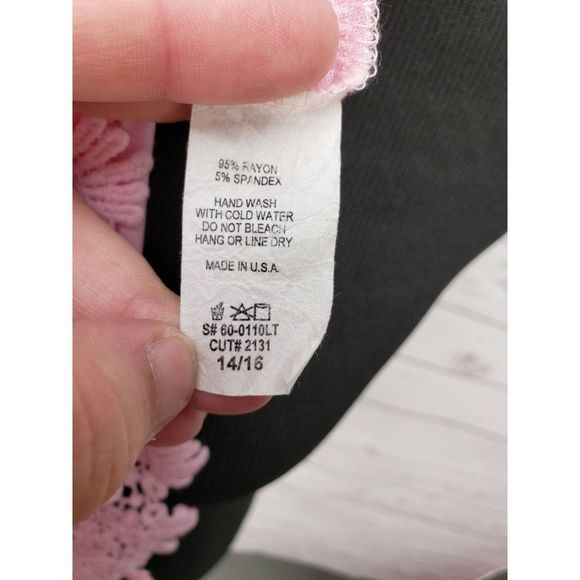 95% RAYON
5% SPANDEX
HAND WASH
WITH COLD WATER
DO NOT BLEACH
HANG OR LINE DRY
MADE IN U.S.A.
S# 60-0110LT
CUT# 2131
14/16